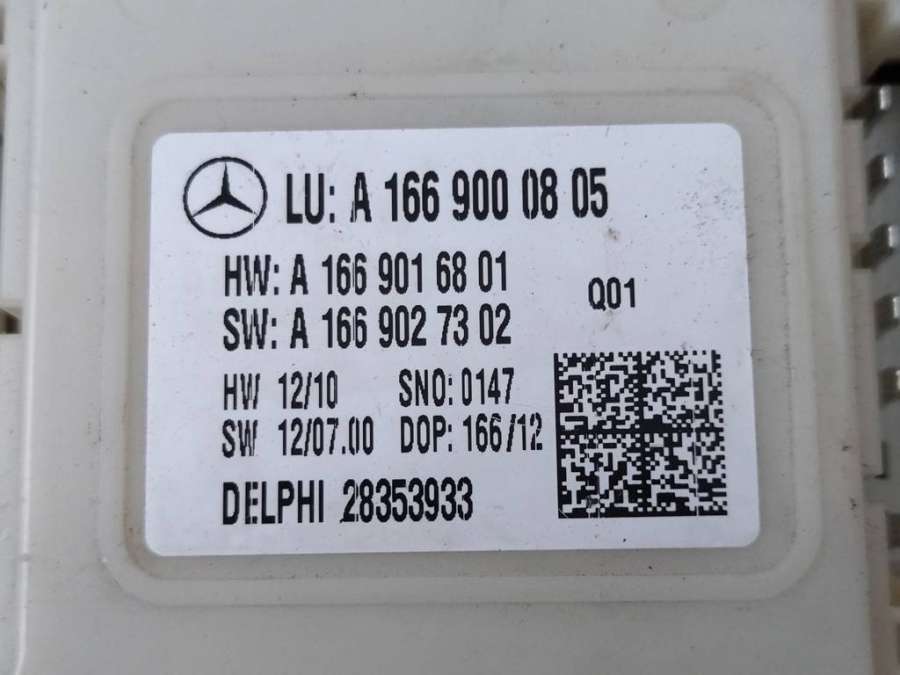 LU: A 166 900 08 05
HW: A 166 901 68 01
Q01
SW: A 166 902 73 02
HW 12/10 SNO: 0147
SW 12/07.00 DOP: 166/12
DELPHI 28353933